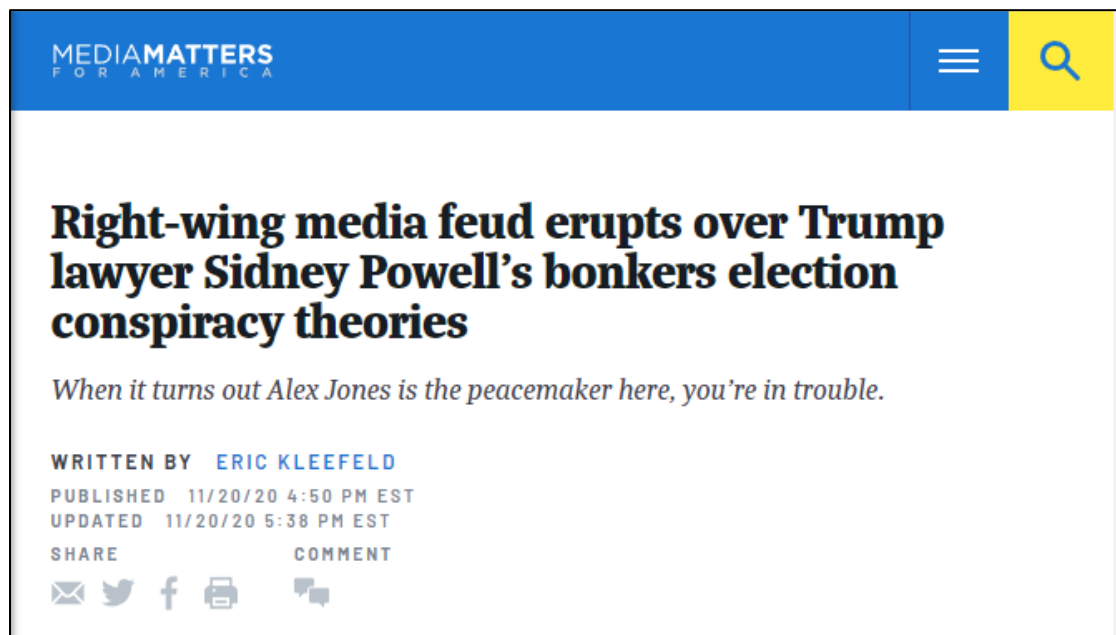 MEDIAMATTERS
FOR AMERICA
Right-wing media feud erupts over Trump
lawyer Sidney Powell’s bonkers election
conspiracy theories
When it turns out Alex Jones is the peacemaker here, you’re in trouble.
WRITTEN BY ERIC KLEEFELD
PUBLISHED 11/20/20 4:50 PM EST
UPDATED 11/20/20 5:38 PM EST
SHARE COMMENT